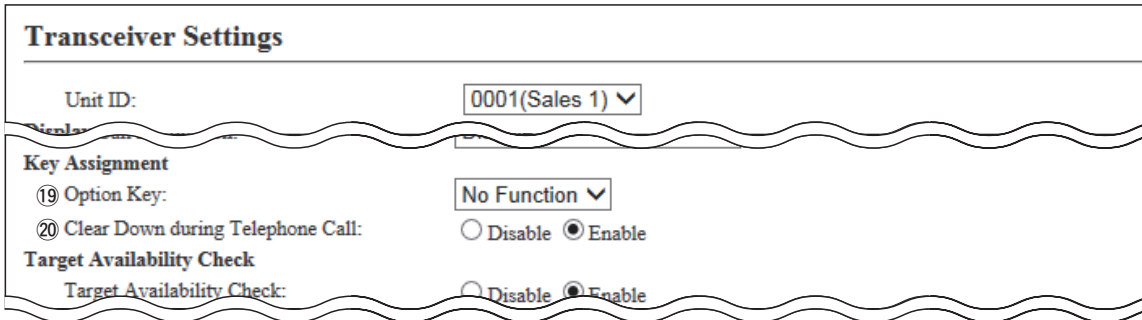 Transceiver Settings
Unit ID: 0001(Sales 1)
Key Assignment
⑲ Option Key: No Function
⑳ Clear Down during Telephone Call: Disable Enable
Target Availability Check
Target Availability Check: Disable Enable